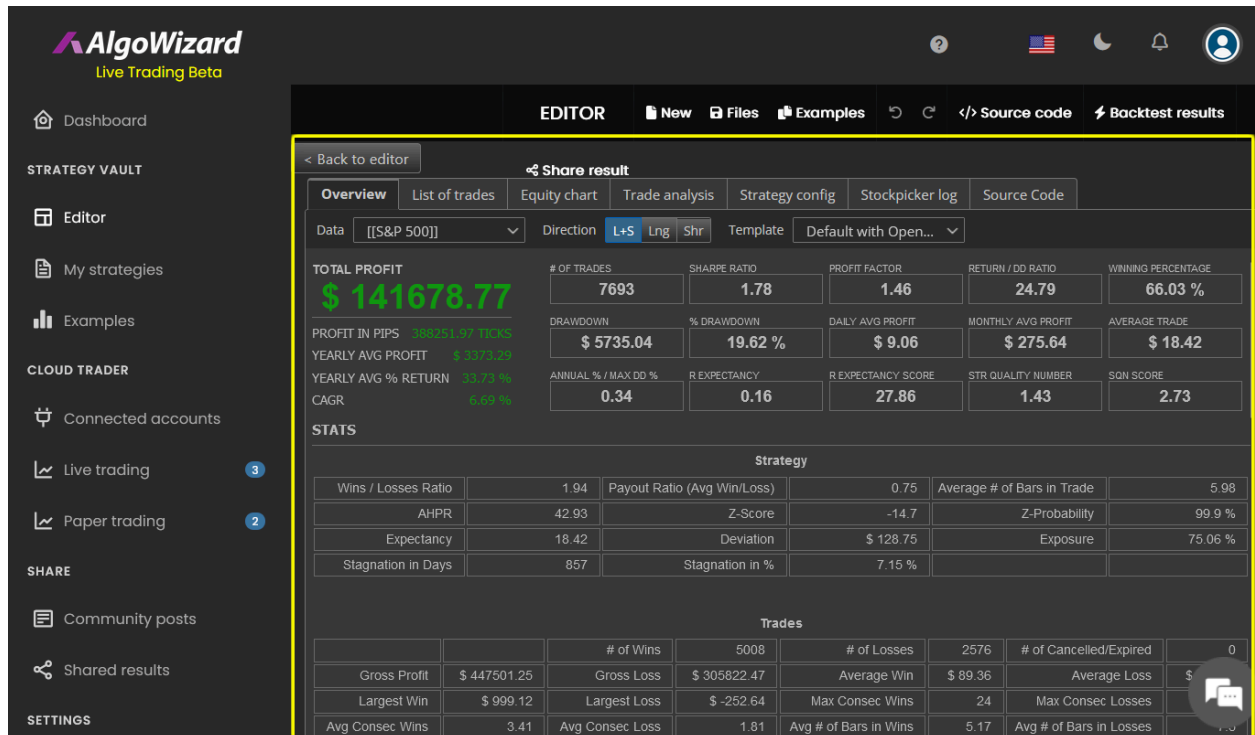 AlgoWizard
Live Trading Beta
Dashboard
STRATEGY VAULT
Editor
My strategies
Examples
CLOUD TRADER
Connected accounts
Live trading 3
Paper trading 2
SHARE
Community posts
Shared results
SETTINGS
EDITOR New Files Examples </> Source code Backtest results
< Back to editor
Share result
Overview List of trades Equity chart Trade analysis Strategy config Stockpicker log Source Code
Data [[S&P 500]] Direction L+S Lng Shr Template Default with Open...
TOTAL PROFIT
$ 141678.77
PROFIT IN PIPS 388251.97 TICKS
YEARLY AVG PROFIT $ 3373.29
YEARLY AVG % RETURN 33.73 %
CAGR 6.69 %
# OF TRADES SHARPE RATIO PROFIT FACTOR RETURN / DD RATIO WINNING PERCENTAGE
7693 1.78 1.46 24.79 66.03 %
DRAWDOWN % DRAWDOWN DAILY AVG PROFIT MONTHLY AVG PROFIT AVERAGE TRADE
$ 5735.04 19.62 % $ 9.06 $ 275.64 $ 18.42
ANNUAL % / MAX DD % R EXPECTANCY R EXPECTANCY SCORE STR QUALITY NUMBER SQN SCORE
0.34 0.16 27.86 1.43 2.73
STATS
Strategy
Wins / Losses Ratio 1.94 Payout Ratio (Avg Win/Loss) 0.75 Average # of Bars in Trade 5.98
AHPR 42.93 Z-Score -14.7 Z-Probability 99.9 %
Expectancy 18.42 Deviation $ 128.75 Exposure 75.06 %
Stagnation in Days 857 Stagnation in % 7.15 %
Trades
# of Wins 5008 # of Losses 2576 # of Cancelled/Expired 0
Gross Profit $ 447501.25 Gross Loss $ 305822.47 Average Win $ 89.36 Average Loss $
Largest Win $ 999.12 Largest Loss $ -252.64 Max Consec Wins 24 Max Consec Losses
Avg Consec Wins 3.41 Avg Consec Loss 1.81 Avg # of Bars in Wins 5.17 Avg # of Bars in Losses